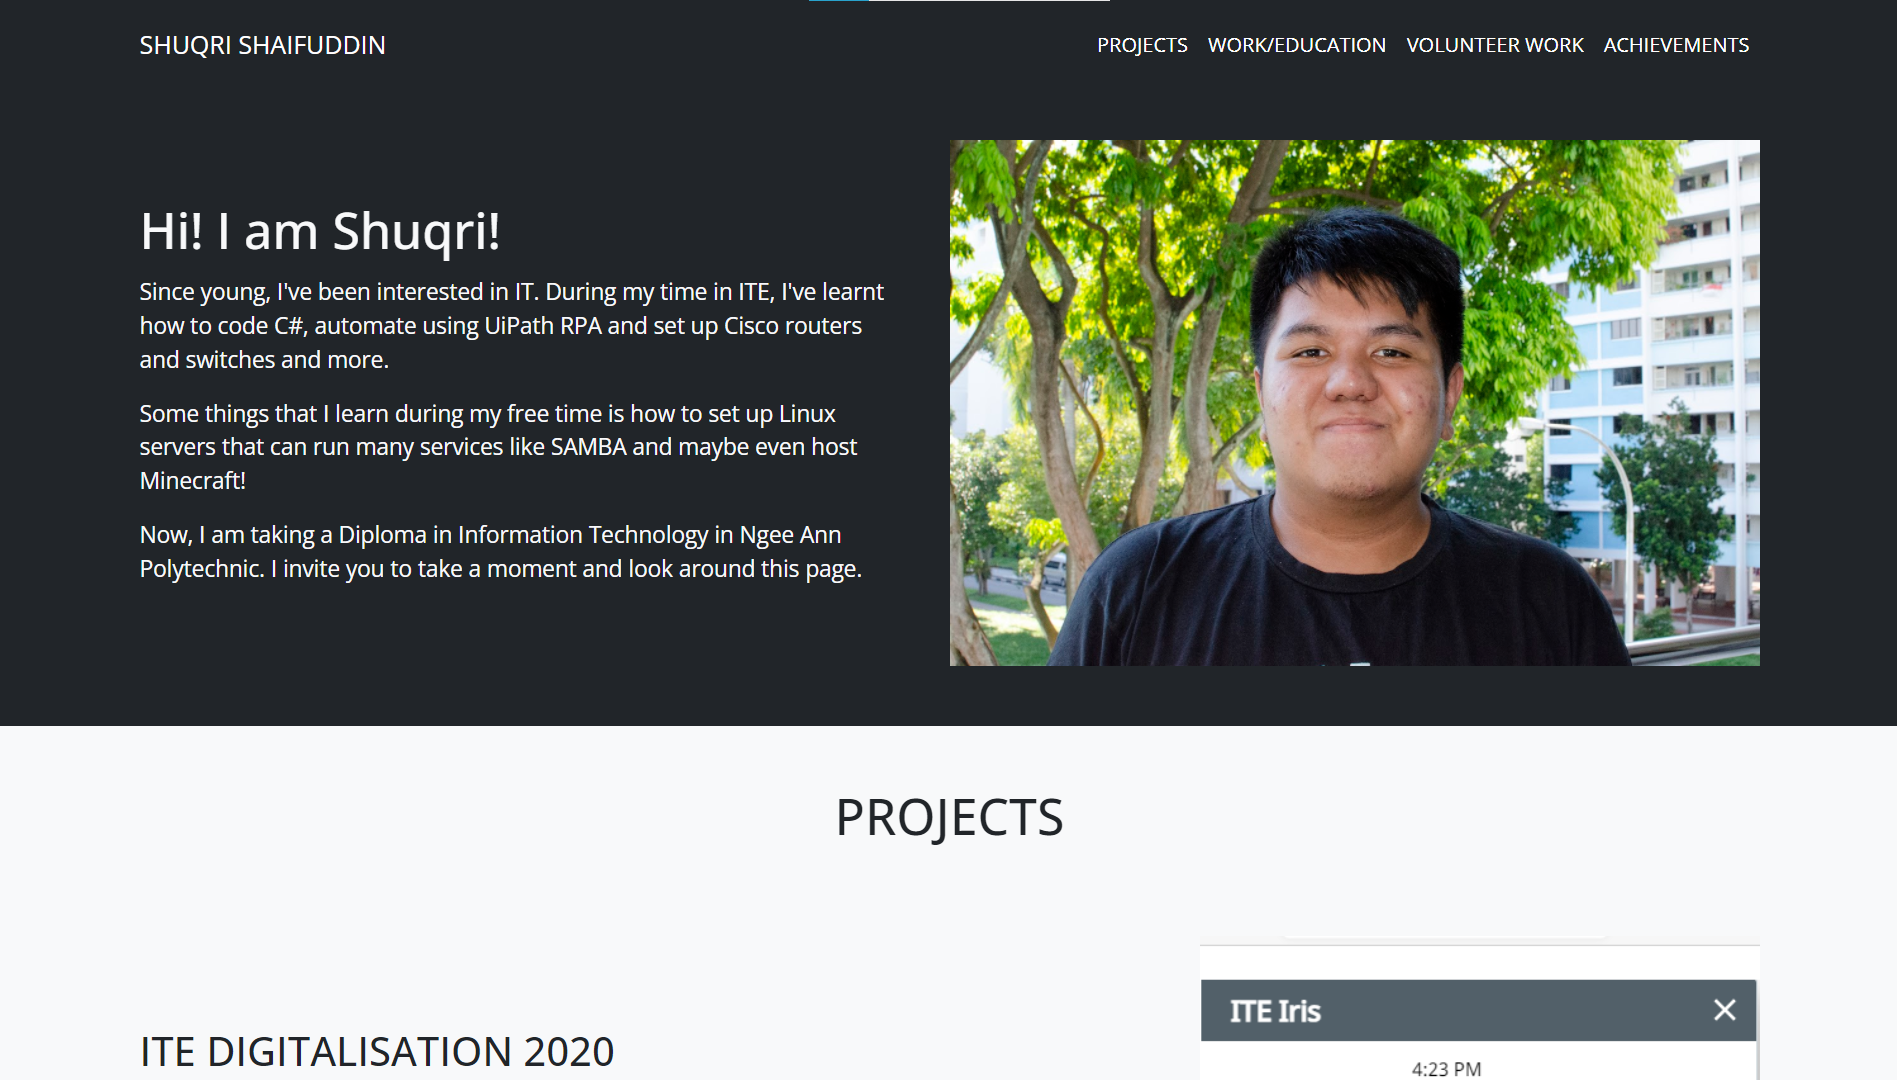 SHUQRI SHAIFUDDIN
PROJECTS WORK/EDUCATION VOLUNTEER WORK ACHIEVEMENTS
Hi! I am Shuqri!
Since young, I've been interested in IT. During my time in ITE, I've learnt
how to code C#, automate using UiPath RPA and set up Cisco routers
and switches and more.
Some things that I learn during my free time is how to set up Linux
servers that can run many services like SAMBA and maybe even host
Minecraft!
Now, I am taking a Diploma in Information Technology in Ngee Ann
Polytechnic. I invite you to take a moment and look around this page.
PROJECTS
ITE DIGITALISATION 2020
ITE Iris
4:23 PM